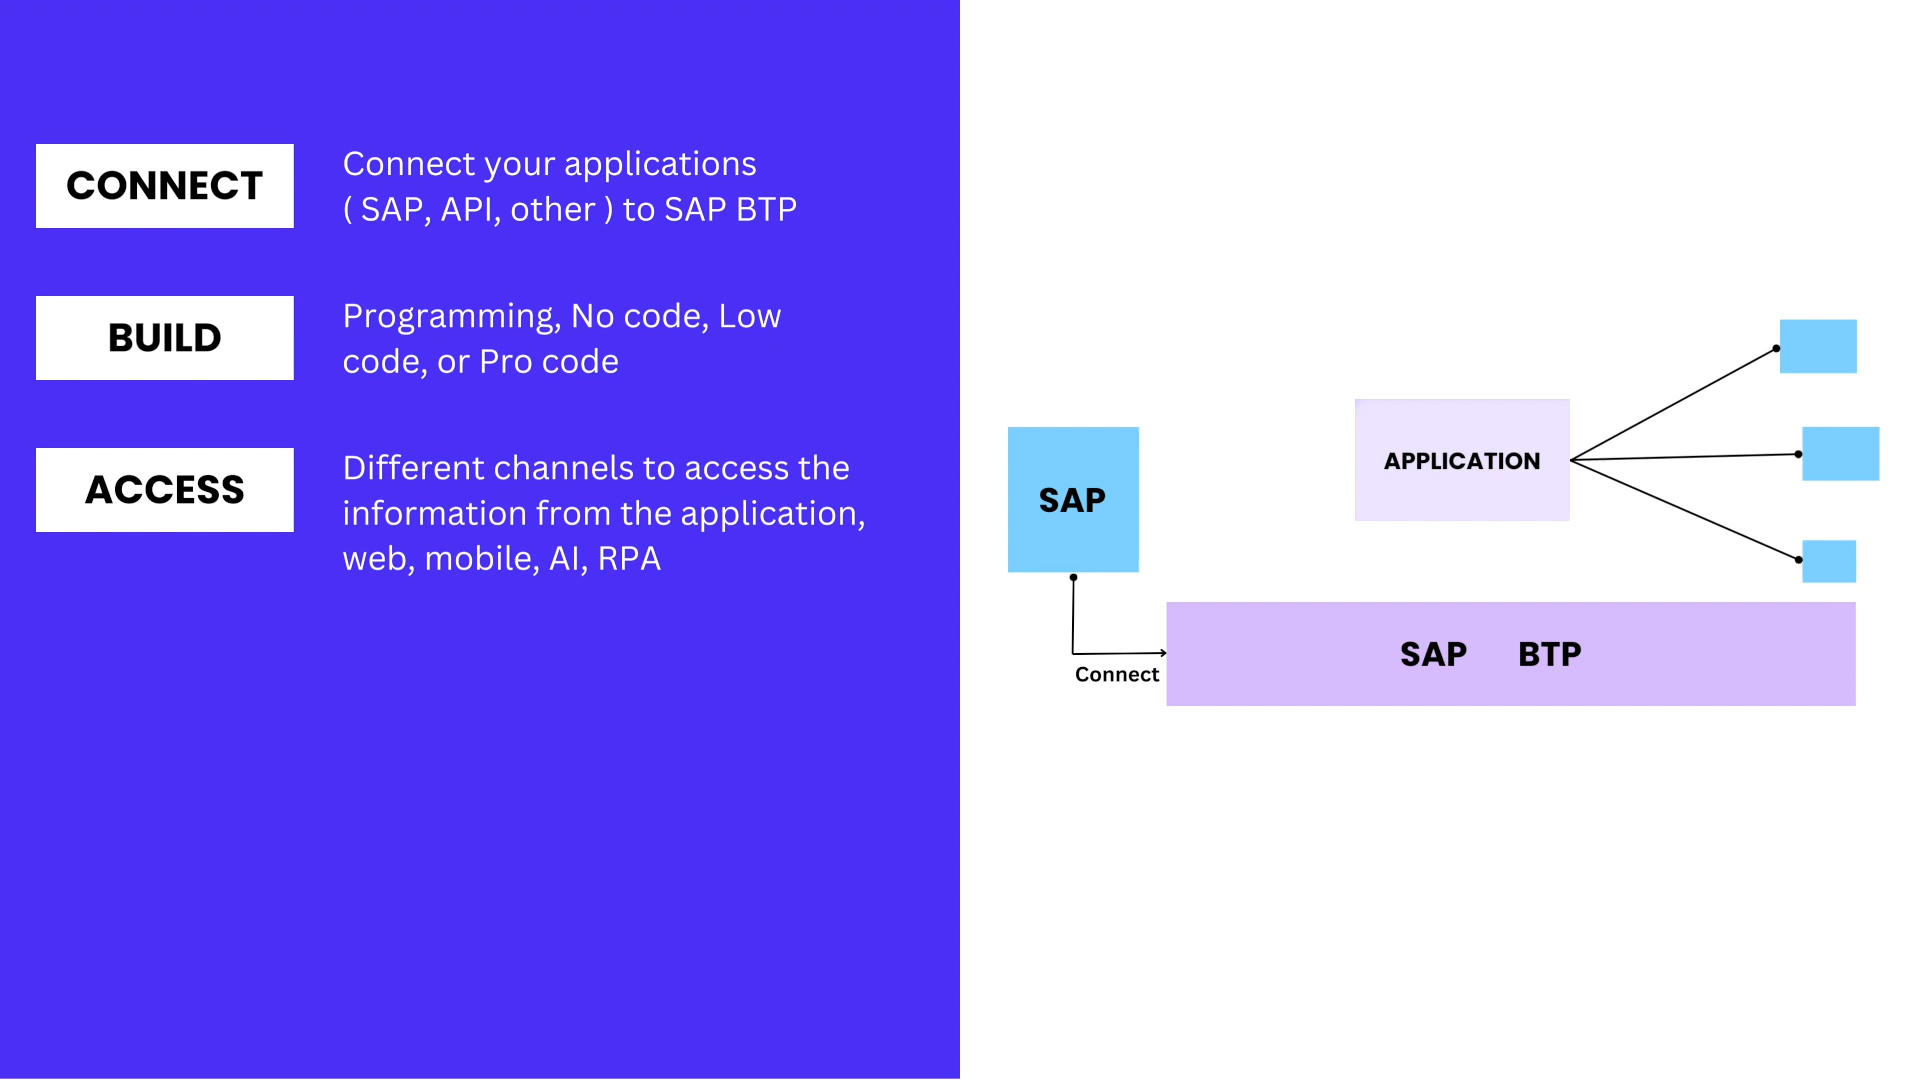 CONNECT
Connect your applications
( SAP, API, other ) to SAP BTP
BUILD
Programming, No code, Low
code, or Pro code
ACCESS
Different channels to access the
information from the application,
web, mobile, AI, RPA
SAP
APPLICATION
Connect
SAP BTP